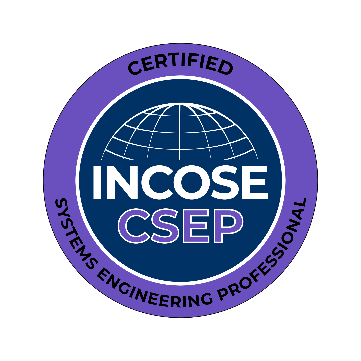 CERTIFIED
INCOSE
CSEP
SYSTEMS ENGINEERING PROFESSIONAL